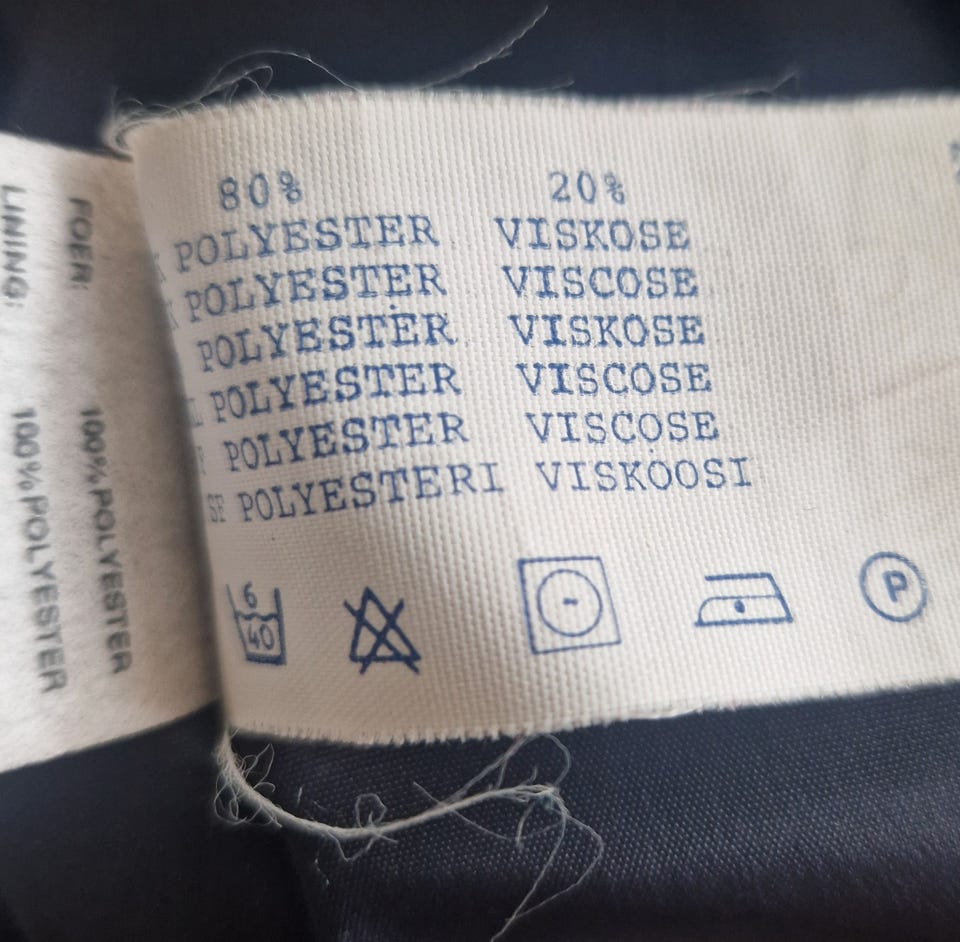 80% 20%
POLYESTER VISKOSE
POLYESTER VISCOSE
POLYESTER VISKOSE
POLYESTER VISCOSE
POLYESTER VISCOSE
SF POLYESTERI VISKOOSI
6
40
P
FOER: 100%POLYESTER
LINING: 100%POLYESTER